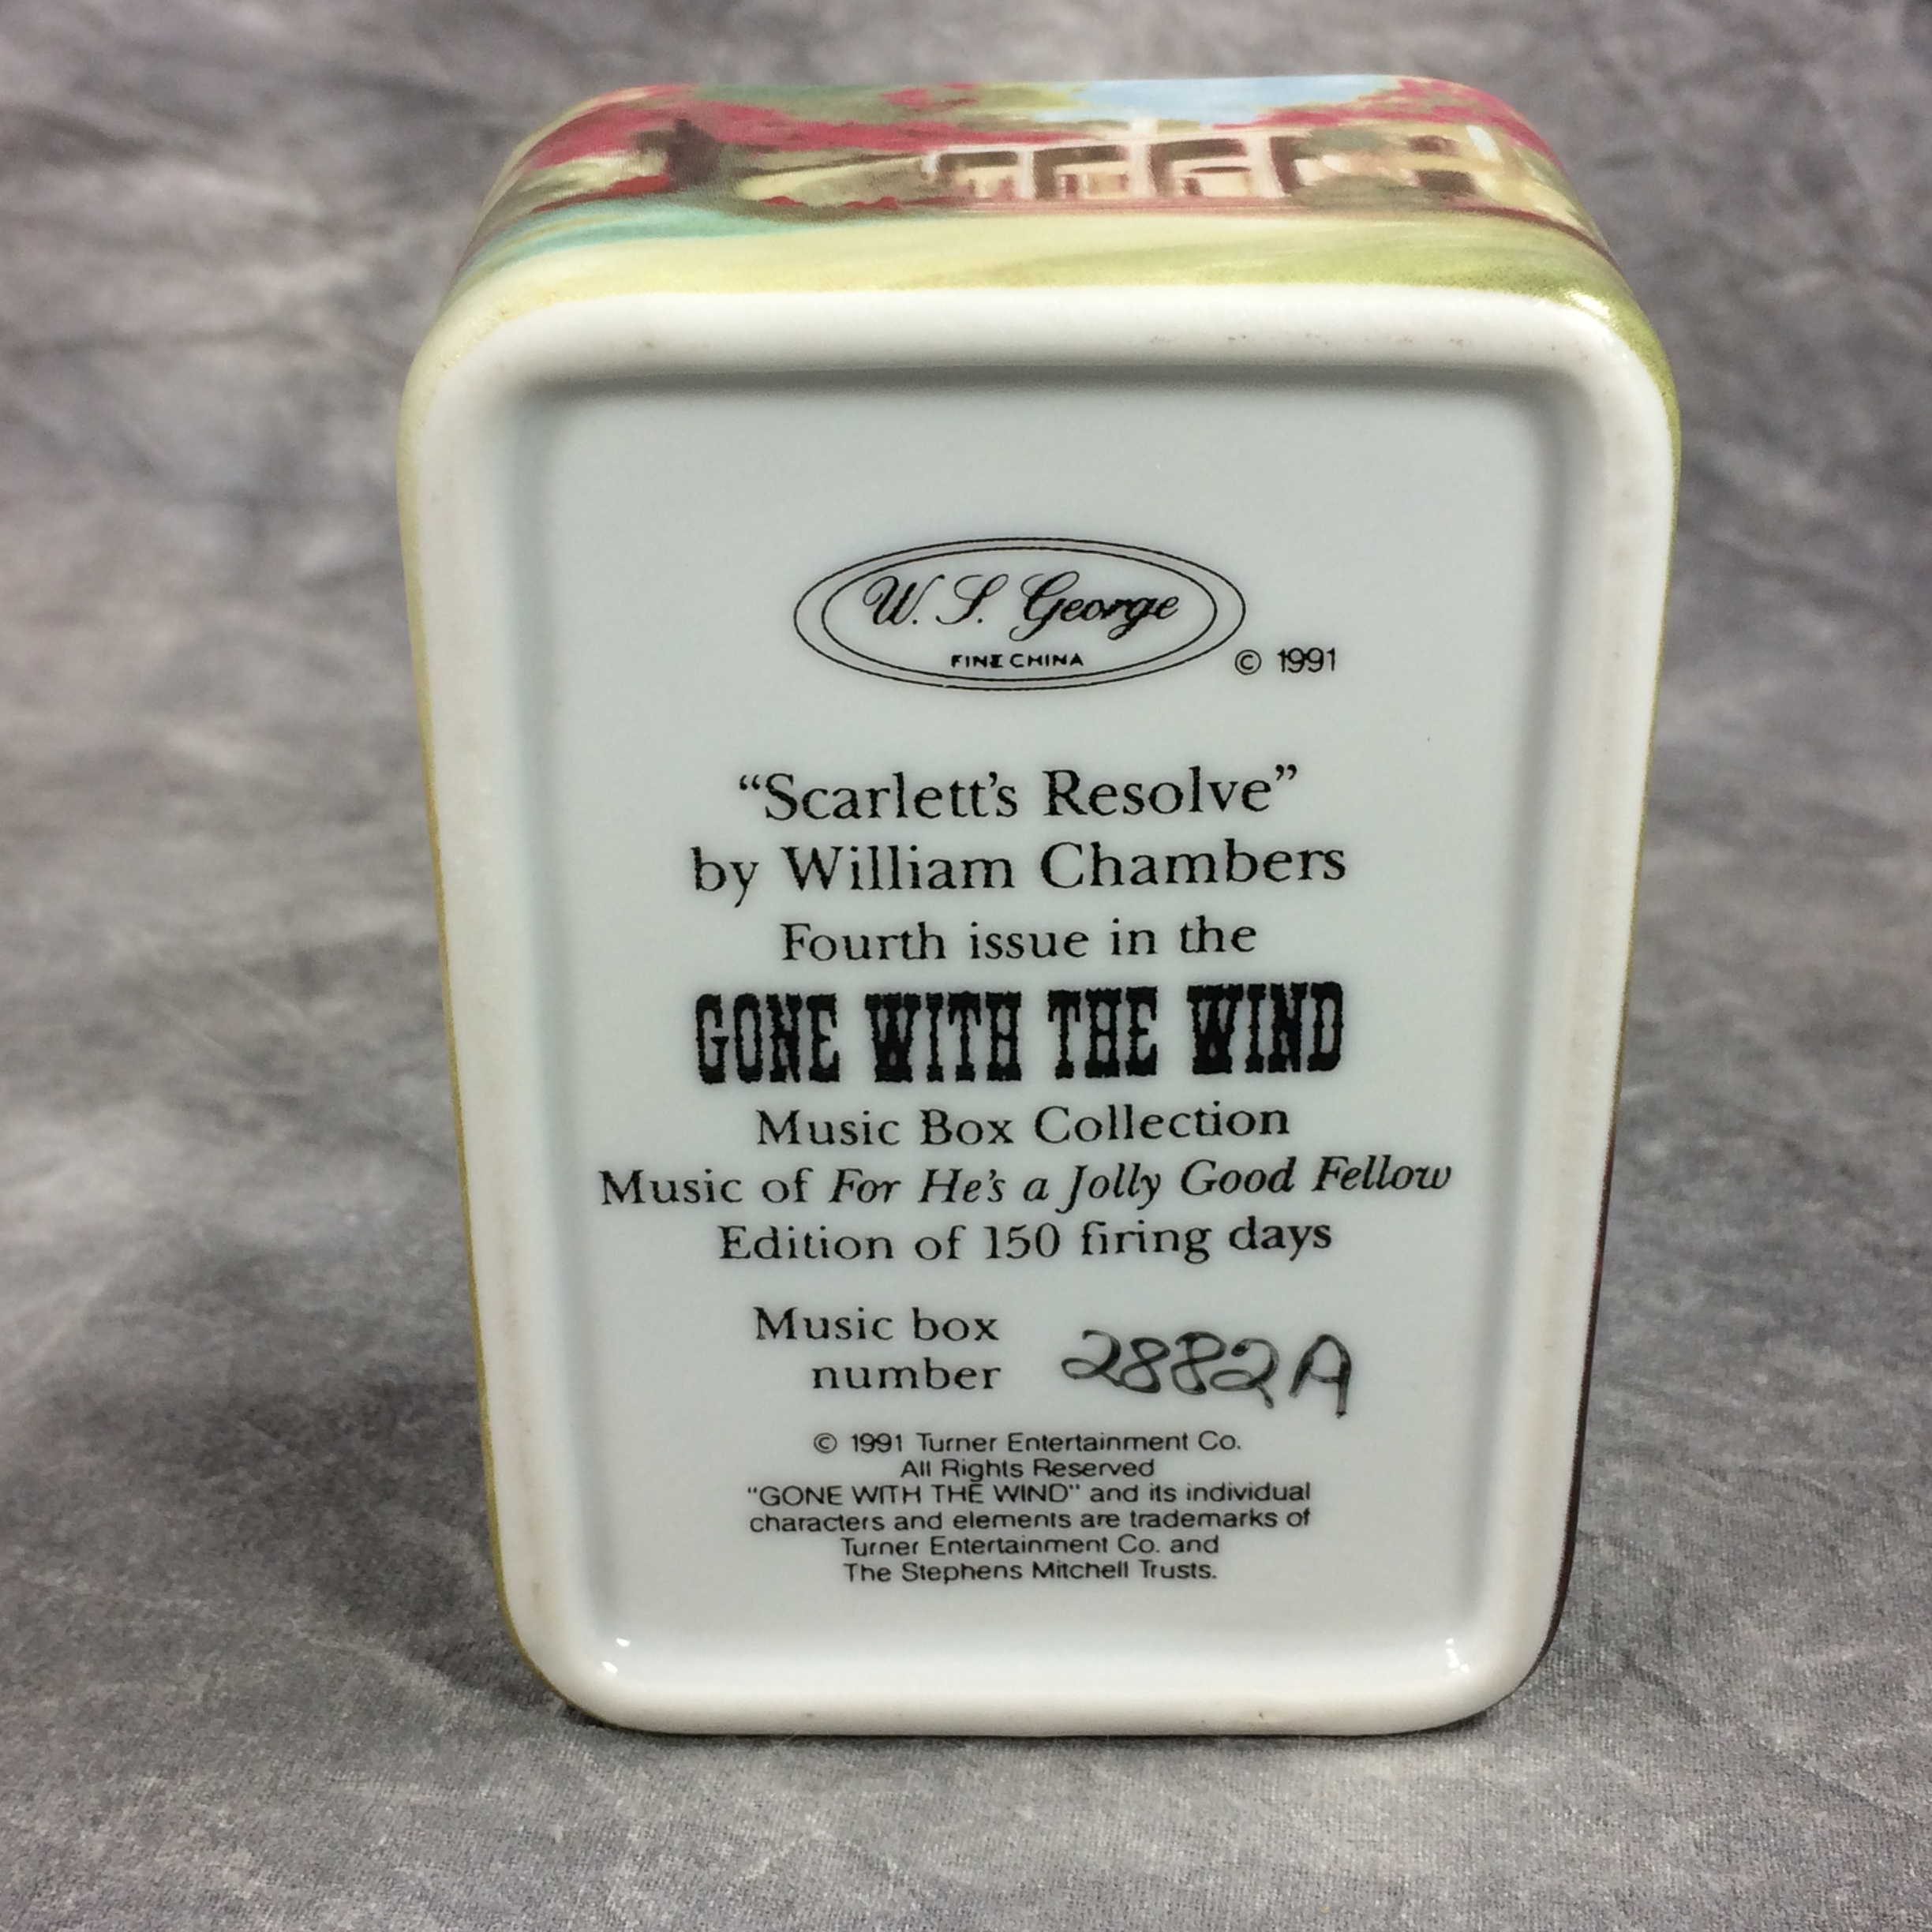 W. S. George
FINE CHINA
© 1991
“Scarlett’s Resolve”
by William Chambers
Fourth issue in the
GONE WITH THE WIND
Music Box Collection
Music of For He’s a Jolly Good Fellow
Edition of 150 firing days
Music box
number 2882A
© 1991 Turner Entertainment Co.
All Rights Reserved
"GONE WITH THE WIND" and its individual
characters and elements are trademarks of
Turner Entertainment Co. and
The Stephens Mitchell Trusts.